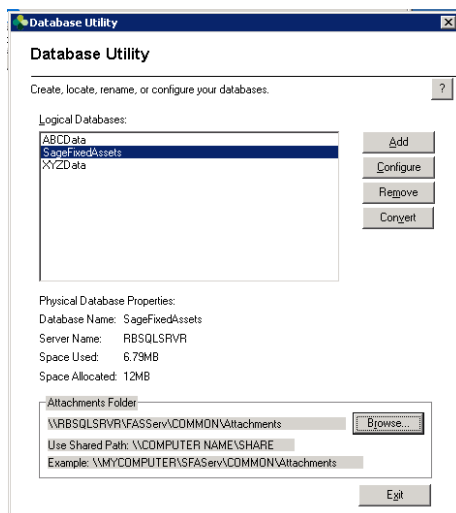 Database Utility
Database Utility
Create, locate, rename, or configure your databases.
?
Logical Databases:
ABCData
SageFixedAssets
XYZData
Add
Configure
Remove
Convert
Physical Database Properties:
Database Name: SageFixedAssets
Server Name: RBSQLSRVR
Space Used: 6.79MB
Space Allocated: 12MB
Attachments Folder
\\RBSQLSRVR\FASServ\COMMON\Attachments
Browse...
Use Shared Path: \\COMPUTER NAME\SHARE
Example: \\MYCOMPUTER\SFAServ\COMMON\Attachments
Exit